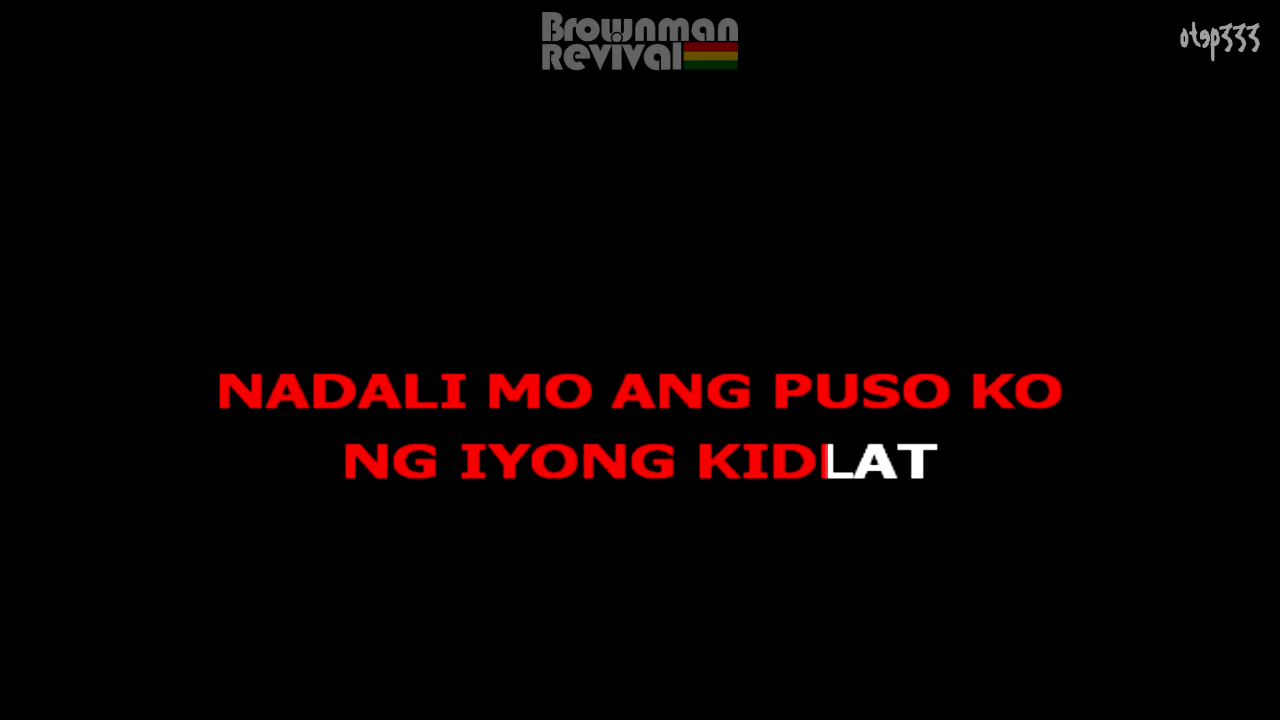 Brownman
Revival
otep333
NADALI MO ANG PUSO KO
NG IYONG KIDLAT